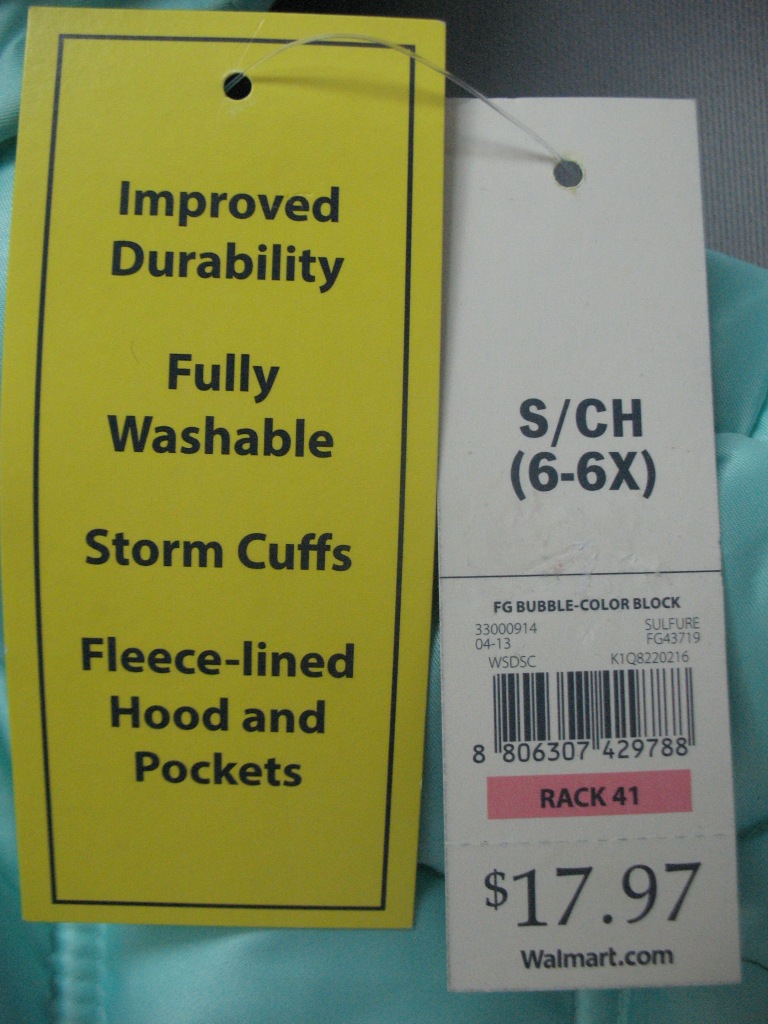 Improved
Durability
Fully
Washable
Storm Cuffs
Fleece-lined
Hood and
Pockets
S/CH
(6-6X)
FG BUBBLE-COLOR BLOCK
33000914 SULFURE
04-13 FG43719
WSDSC K1Q8220216
8 806307 429788
RACK 41
$17.97
Walmart.com